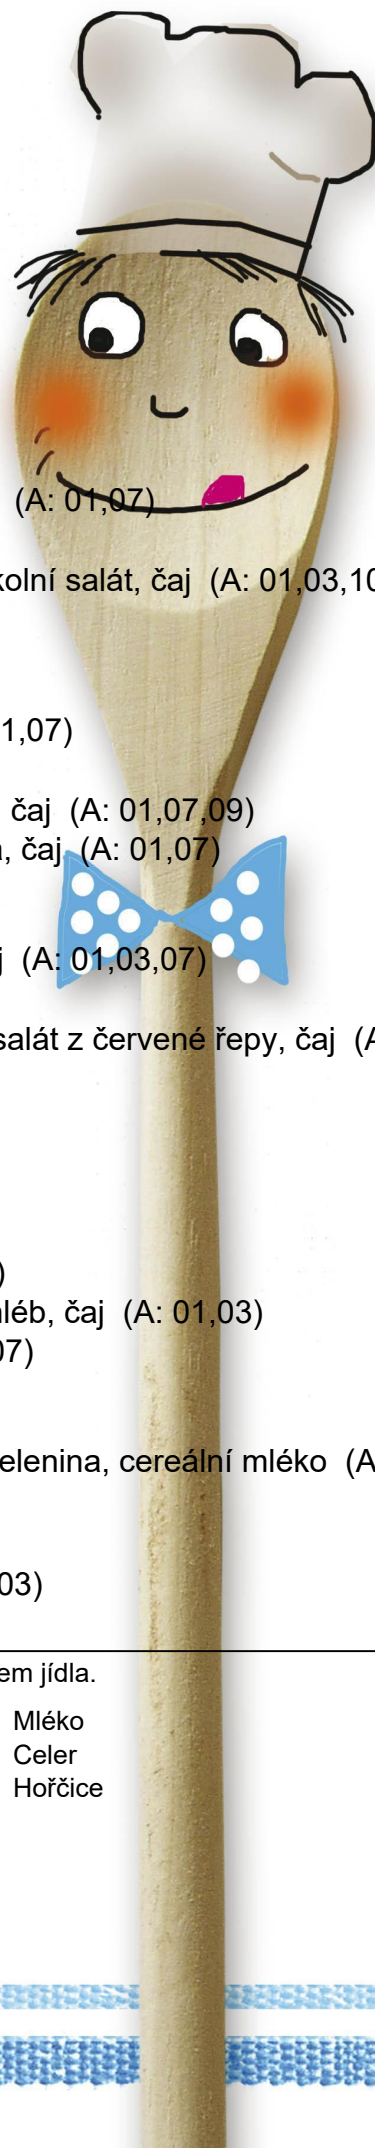 (A: 01,07)
kolní salát, čaj (A: 01,03,10
1,07)
čaj (A: 01,07,09)
, čaj (A: 01,07)
j (A: 01,03,07)
salát z červené řepy, čaj (A
)
léb, čaj (A: 01,03)
07)
elenina, cereální mléko (A
03)
em jídla.
Mléko
Celer
Hořčice